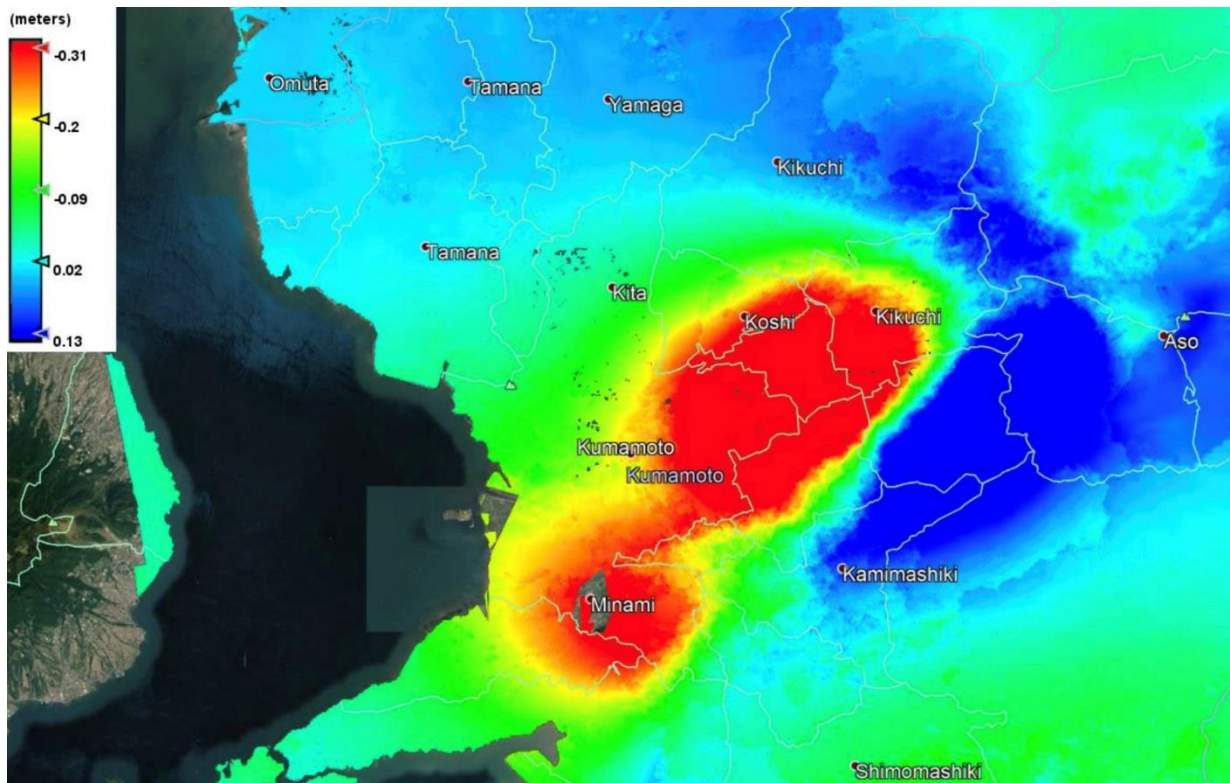 (meters)
-0.31
-0.2
-0.09
0.02
0.13
Omuta
Tamana
Yamaga
Kikuchi
Tamana
Kita
Koshi
Kikuchi
Aso
Kumamoto
Kumamoto
Kamimashiki
Minami
Shimomashiki